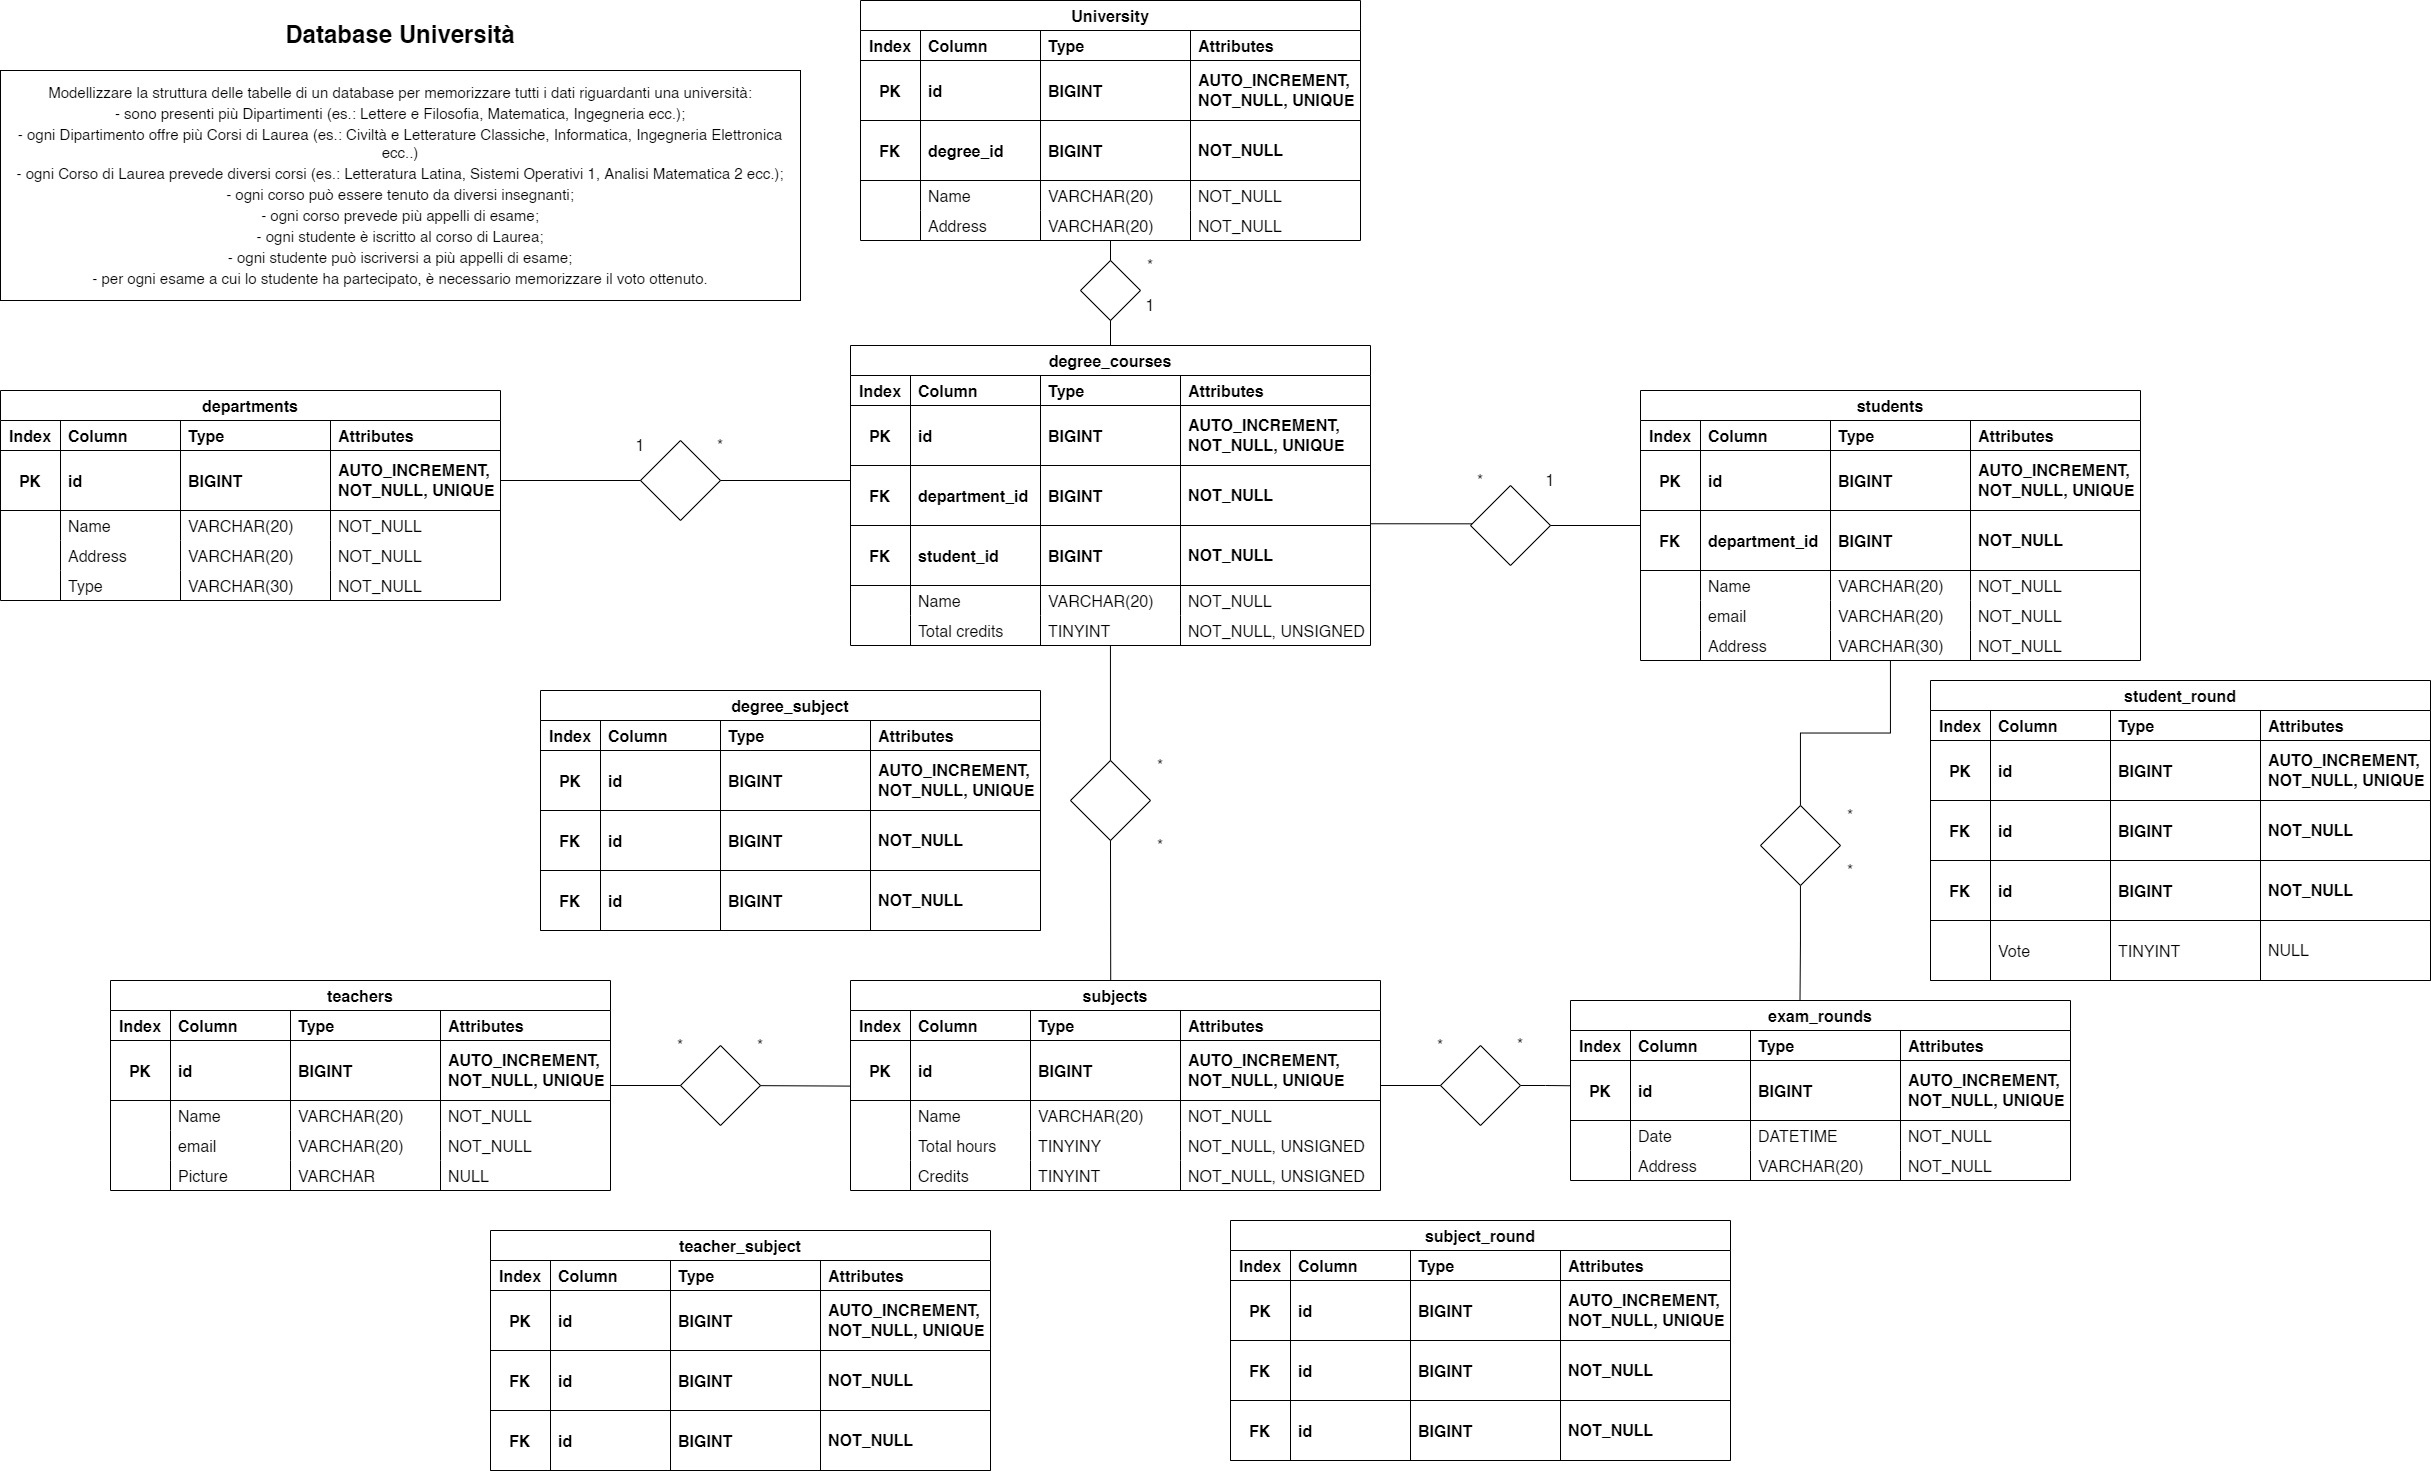 Database Università
Modellizzare la struttura delle tabelle di un database per memorizzare tutti i dati riguardanti una università:
- sono presenti più Dipartimenti (es.: Lettere e Filosofia, Matematica, Ingegneria ecc.);
- ogni Dipartimento offre più Corsi di Laurea (es.: Civiltà e Letterature Classiche, Informatica, Ingegneria Elettronica
ecc..)
- ogni Corso di Laurea prevede diversi corsi (es.: Letteratura Latina, Sistemi Operativi 1, Analisi Matematica 2 ecc.);
- ogni corso può essere tenuto da diversi insegnanti;
- ogni corso prevede più appelli di esame;
- ogni studente è iscritto al corso di Laurea;
- ogni studente può iscriversi a più appelli di esame;
- per ogni esame a cui lo studente ha partecipato, è necessario memorizzare il voto ottenuto.
University
Index Column Type Attributes
PK id BIGINT AUTO_INCREMENT,
NOT_NULL, UNIQUE
FK degree_id BIGINT NOT_NULL
Name VARCHAR(20) NOT_NULL
Address VARCHAR(20) NOT_NULL
*
1
departments
Index Column Type Attributes
PK id BIGINT AUTO_INCREMENT,
NOT_NULL, UNIQUE
Name VARCHAR(20) NOT_NULL
Address VARCHAR(20) NOT_NULL
Type VARCHAR(30) NOT_NULL
1 *
degree_courses
Index Column Type Attributes
PK id BIGINT AUTO_INCREMENT,
NOT_NULL, UNIQUE
FK department_id BIGINT NOT_NULL
FK student_id BIGINT NOT_NULL
Name VARCHAR(20) NOT_NULL
Total credits TINYINT NOT_NULL, UNSIGNED
* 1
students
Index Column Type Attributes
PK id BIGINT AUTO_INCREMENT,
NOT_NULL, UNIQUE
FK department_id BIGINT NOT_NULL
Name VARCHAR(20) NOT_NULL
email VARCHAR(20) NOT_NULL
Address VARCHAR(30) NOT_NULL
degree_subject
Index Column Type Attributes
PK id BIGINT AUTO_INCREMENT,
NOT_NULL, UNIQUE
FK id BIGINT NOT_NULL
FK id BIGINT NOT_NULL
*
*
*
*
student_round
Index Column Type Attributes
PK id BIGINT AUTO_INCREMENT,
NOT_NULL, UNIQUE
FK id BIGINT NOT_NULL
FK id BIGINT NOT_NULL
Vote TINYINT NULL
teachers
Index Column Type Attributes
PK id BIGINT AUTO_INCREMENT,
NOT_NULL, UNIQUE
Name VARCHAR(20) NOT_NULL
email VARCHAR(20) NOT_NULL
Picture VARCHAR NULL
* *
subjects
Index Column Type Attributes
PK id BIGINT AUTO_INCREMENT,
NOT_NULL, UNIQUE
Name VARCHAR(20) NOT_NULL
Total hours TINYINY NOT_NULL, UNSIGNED
Credits TINYINT NOT_NULL, UNSIGNED
* *
exam_rounds
Index Column Type Attributes
PK id BIGINT AUTO_INCREMENT,
NOT_NULL, UNIQUE
Date DATETIME NOT_NULL
Address VARCHAR(20) NOT_NULL
teacher_subject
Index Column Type Attributes
PK id BIGINT AUTO_INCREMENT,
NOT_NULL, UNIQUE
FK id BIGINT NOT_NULL
FK id BIGINT NOT_NULL
subject_round
Index Column Type Attributes
PK id BIGINT AUTO_INCREMENT,
NOT_NULL, UNIQUE
FK id BIGINT NOT_NULL
FK id BIGINT NOT_NULL